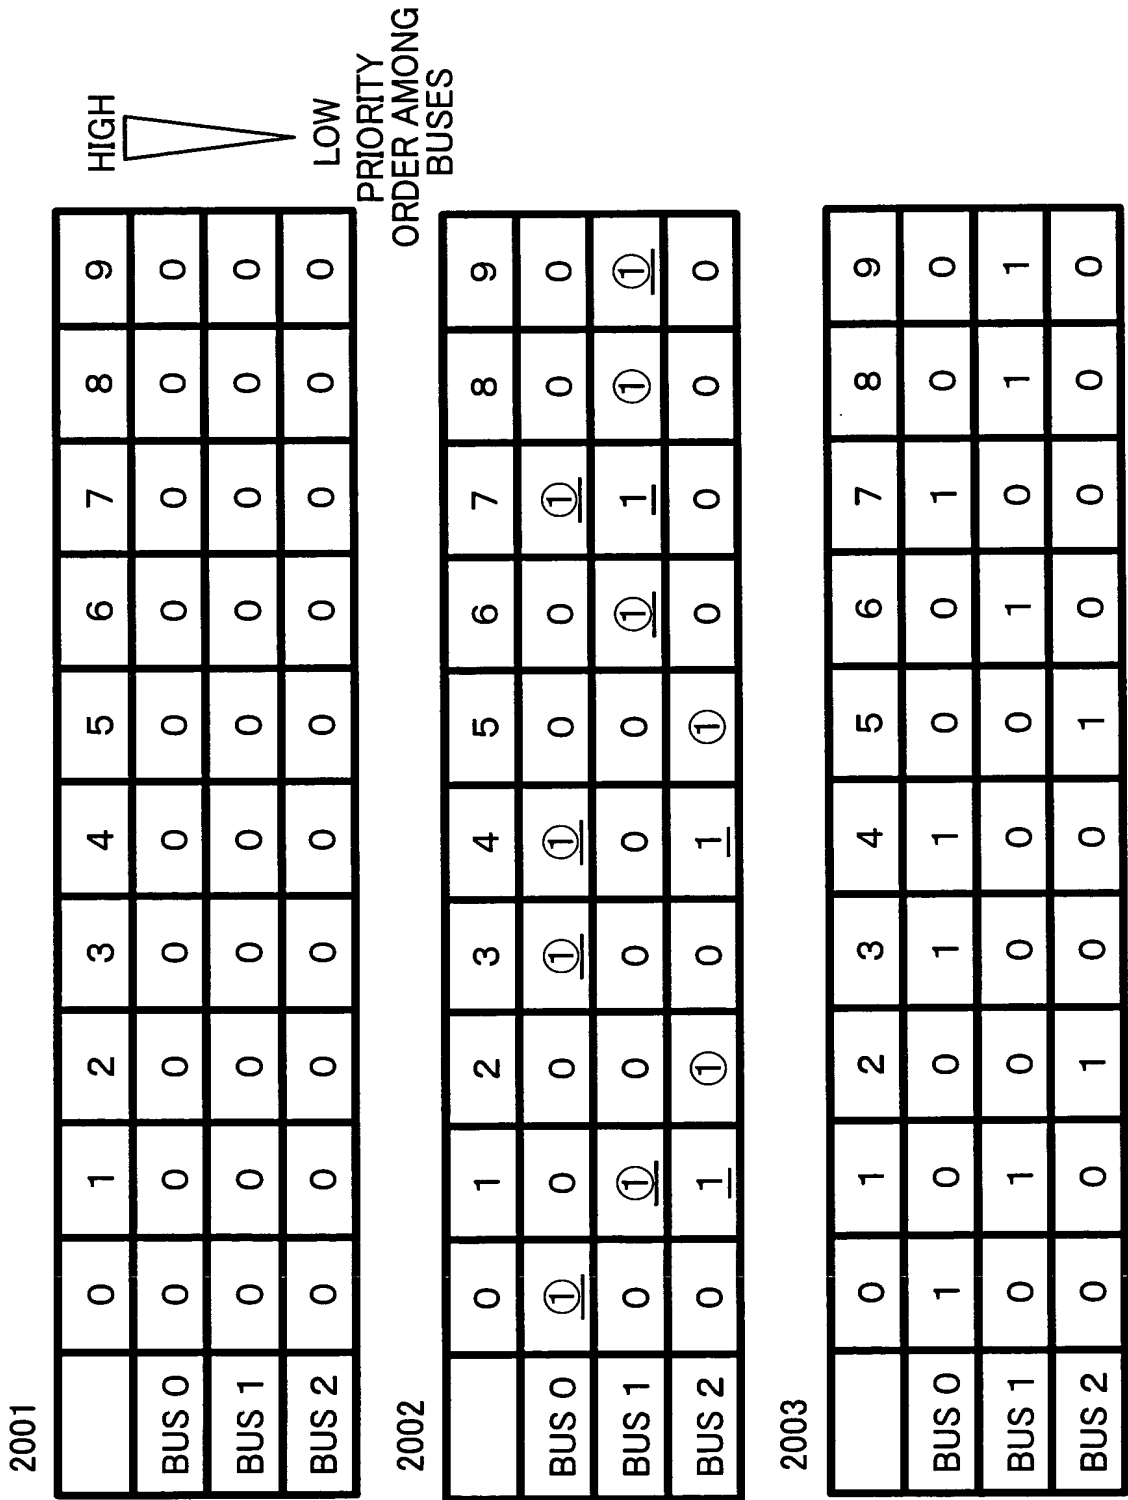 2001
0 1 2 3 4 5 6 7 8 9
BUS 0 0 0 0 0 0 0 0 0 0 0
BUS 1 0 0 0 0 0 0 0 0 0 0
BUS 2 0 0 0 0 0 0 0 0 0 0
HIGH
LOW
PRIORITY
ORDER AMONG
BUSES
2002
0 1 2 3 4 5 6 7 8 9
BUS 0 ① 0 0 ① ① 0 0 ① 0 0
BUS 1 0 ① 0 0 0 0 ① 1 ① ①
BUS 2 0 1 ① 0 1 ① 0 0 0 0
2003
0 1 2 3 4 5 6 7 8 9
BUS 0 1 0 0 1 1 0 0 1 0 0
BUS 1 0 1 0 0 0 0 1 0 1 1
BUS 2 0 0 1 0 0 1 0 0 0 0